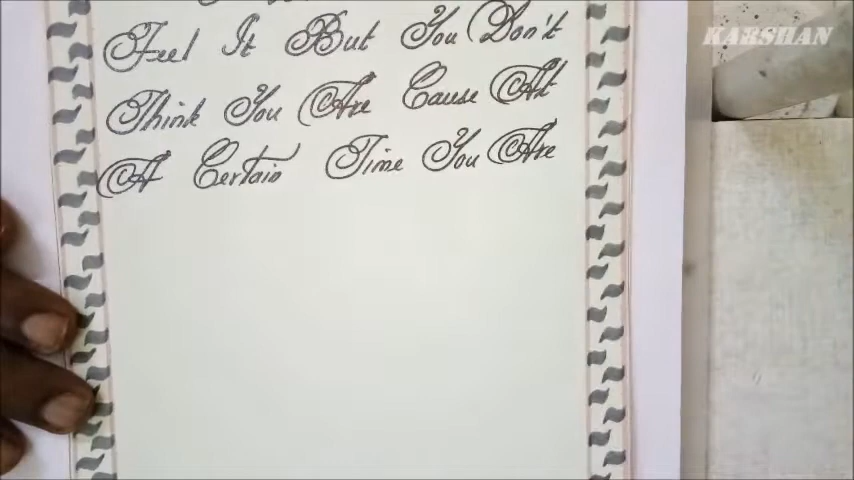 Feel It But You Don't
Think You Are Cause At
A Certain Time You Are
KARSHAN